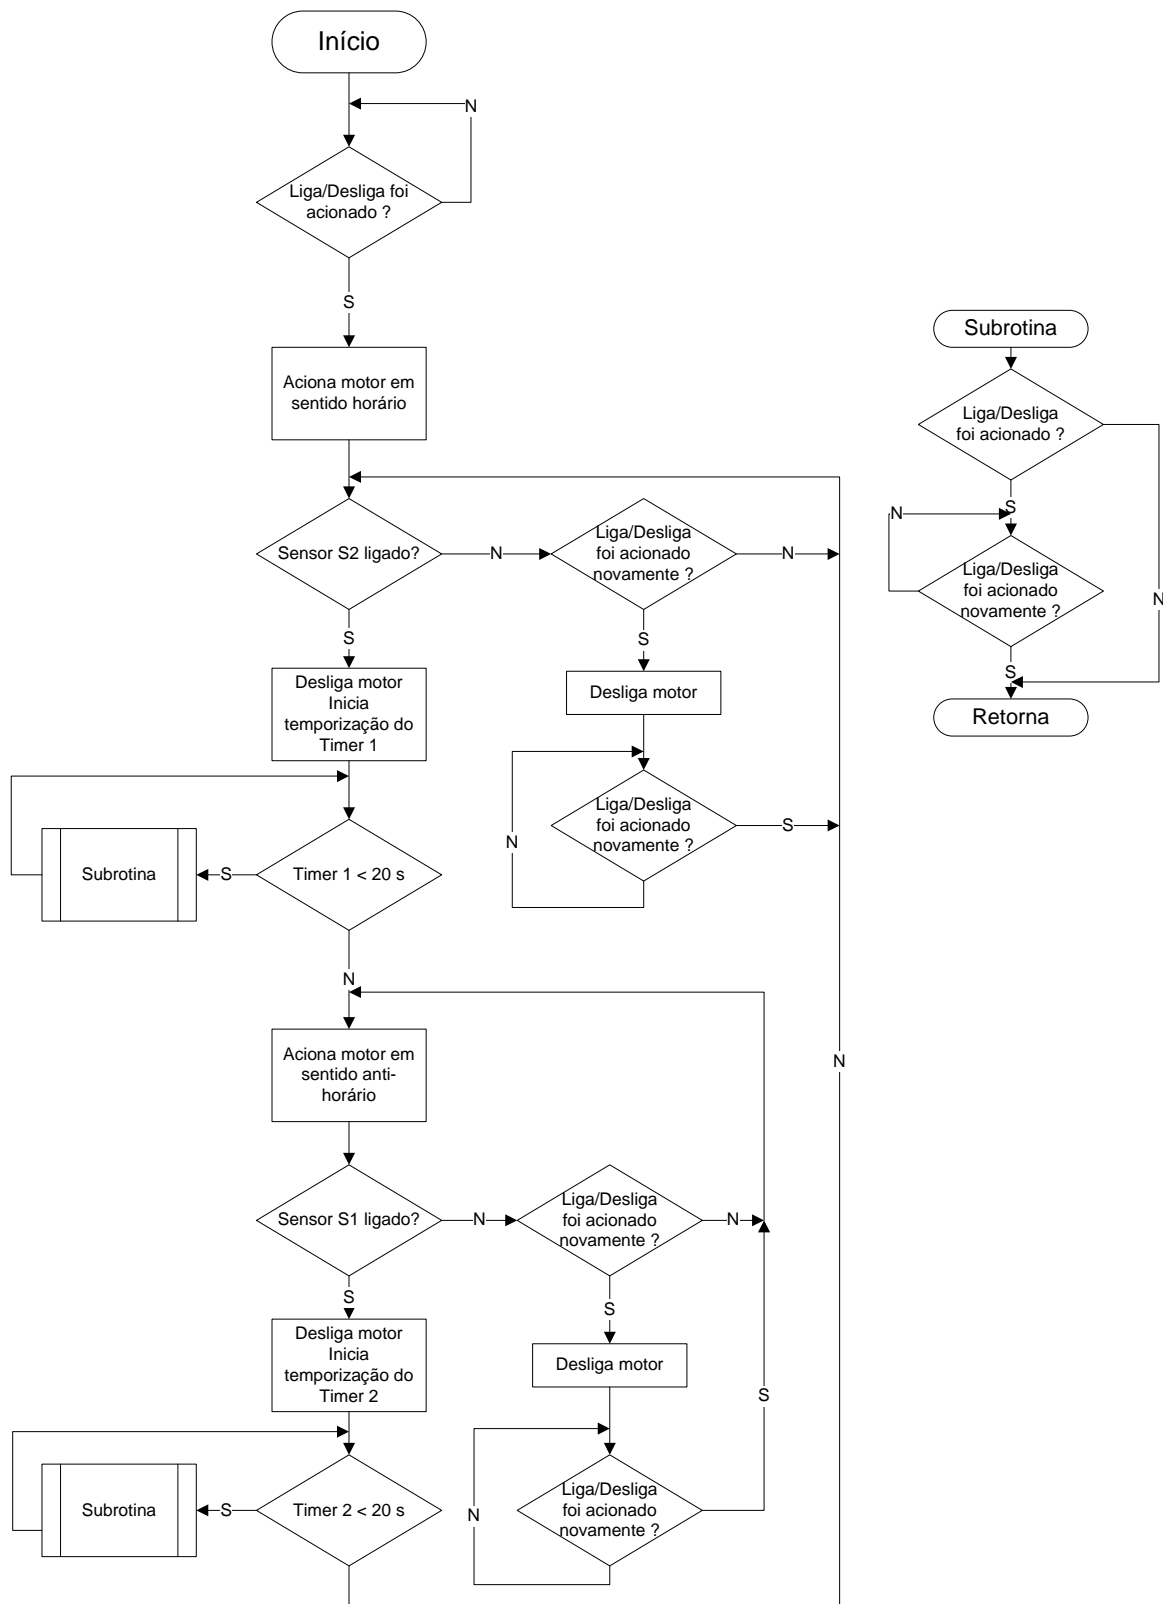 Início
N
Liga/Desliga foi
acionado ?
S
Aciona motor em
sentido horário
Sensor S2 ligado?
N
Liga/Desliga
foi acionado
novamente ?
N
S
S
Desliga motor
Inicia
temporização do
Timer 1
Desliga motor
Liga/Desliga
foi acionado
novamente ?
N
S
Subrotina
S
Timer 1 < 20 s
N
Aciona motor em
sentido anti-
horário
N
Sensor S1 ligado?
N
Liga/Desliga
foi acionado
novamente ?
N
S
S
Desliga motor
Inicia
temporização do
Timer 2
Desliga motor
S
Subrotina
S
Timer 2 < 20 s
N
Liga/Desliga
foi acionado
novamente ?
Subrotina
Liga/Desliga
foi acionado ?
S
N
Liga/Desliga
foi acionado
novamente ?
N
S
Retorna